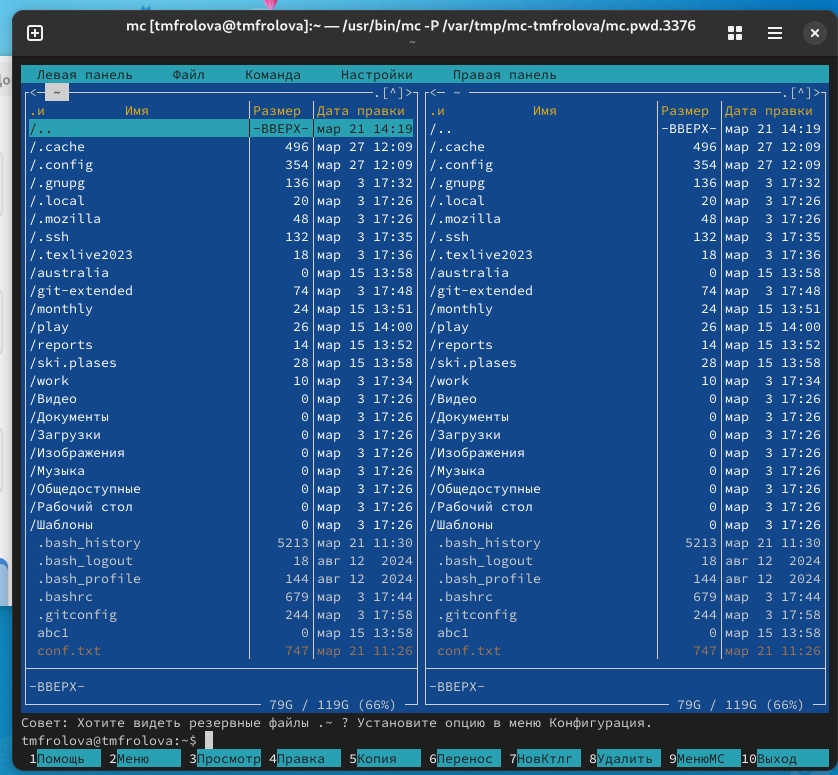 mc [tmfrolova@tmfrolova]:~ — /usr/bin/mc -P /var/tmp/mc-tmfrolova/mc.pwd.3376
~
Левая панель Файл Команда Настройки Правая панель
<─ ~ .[^]> <─ ~ .[^]>
.и Имя Размер Дата правки .и Имя Размер Дата правки
/.. -ВВЕРХ- мар 21 14:19 /.. -ВВЕРХ- мар 21 14:19
/.cache 496 мар 27 12:09 /.cache 496 мар 27 12:09
/.config 354 мар 27 12:09 /.config 354 мар 27 12:09
/.gnupg 136 мар 3 17:32 /.gnupg 136 мар 3 17:32
/.local 20 мар 3 17:26 /.local 20 мар 3 17:26
/.mozilla 48 мар 3 17:26 /.mozilla 48 мар 3 17:26
/.ssh 132 мар 3 17:35 /.ssh 132 мар 3 17:35
/.texlive2023 18 мар 3 17:36 /.texlive2023 18 мар 3 17:36
/australia 0 мар 15 13:58 /australia 0 мар 15 13:58
/git-extended 74 мар 3 17:48 /git-extended 74 мар 3 17:48
/monthly 24 мар 15 13:51 /monthly 24 мар 15 13:51
/play 26 мар 15 14:00 /play 26 мар 15 14:00
/reports 14 мар 15 13:52 /reports 14 мар 15 13:52
/ski.plases 28 мар 15 13:58 /ski.plases 28 мар 15 13:58
/work 10 мар 3 17:34 /work 10 мар 3 17:34
/Видео 0 мар 3 17:26 /Видео 0 мар 3 17:26
/Документы 0 мар 3 17:26 /Документы 0 мар 3 17:26
/Загрузки 0 мар 3 17:26 /Загрузки 0 мар 3 17:26
/Изображения 0 мар 3 17:26 /Изображения 0 мар 3 17:26
/Музыка 0 мар 3 17:26 /Музыка 0 мар 3 17:26
/Общедоступные 0 мар 3 17:26 /Общедоступные 0 мар 3 17:26
/Рабочий стол 0 мар 3 17:26 /Рабочий стол 0 мар 3 17:26
/Шаблоны 0 мар 3 17:26 /Шаблоны 0 мар 3 17:26
.bash_history 5213 мар 21 11:30 .bash_history 5213 мар 21 11:30
.bash_logout 18 авг 12 2024 .bash_logout 18 авг 12 2024
.bash_profile 144 авг 12 2024 .bash_profile 144 авг 12 2024
.bashrc 679 мар 3 17:44 .bashrc 679 мар 3 17:44
.gitconfig 244 мар 3 17:58 .gitconfig 244 мар 3 17:58
abc1 0 мар 15 13:58 abc1 0 мар 15 13:58
conf.txt 747 мар 21 11:26 conf.txt 747 мар 21 11:26
-ВВЕРХ- -ВВЕРХ-
79G / 119G (66%) 79G / 119G (66%)
Совет: Хотите видеть резервные файлы .~ ? Установите опцию в меню Конфигурация.
tmfrolova@tmfrolova:~$
1Помощь 2Меню 3Просмотр 4Правка 5Копия 6Перенос 7НовКтлг 8Удалить 9МенюМС 10Выход